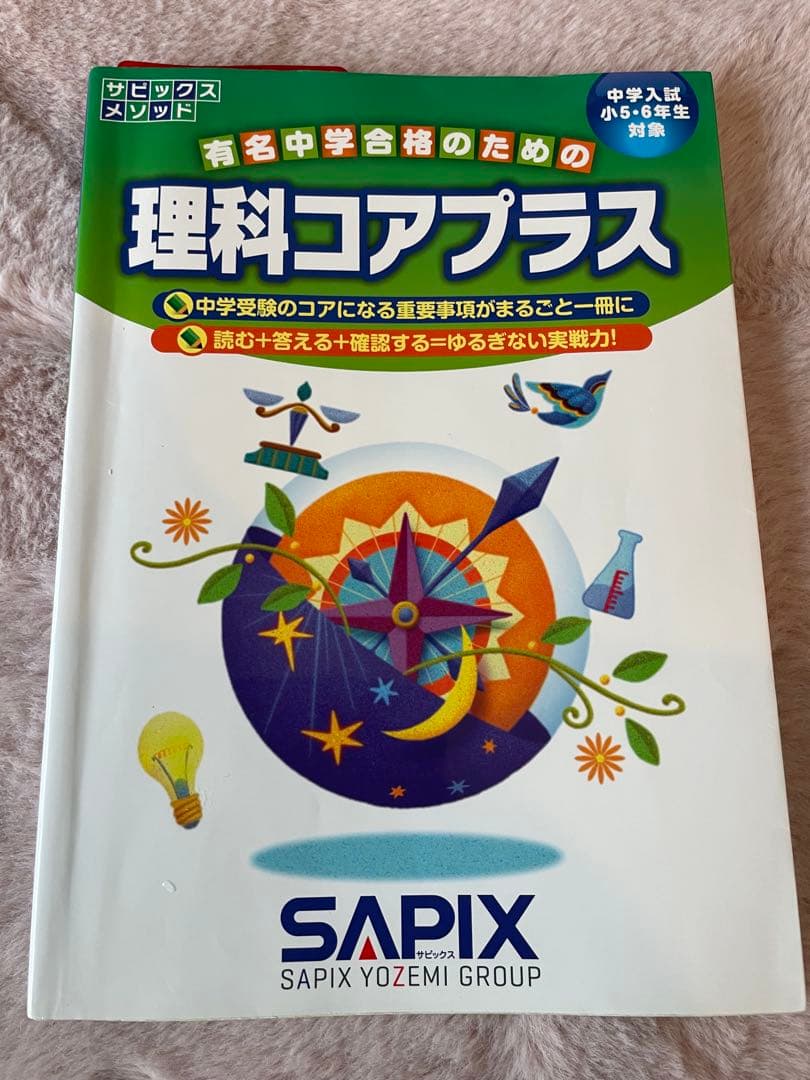 サピックス
メソッド
中学入試
小5・6年生
対象
有名中学合格のための
理科コアプラス
中学受験のコアになる重要事項がまるごと一冊に
読む+答える+確認する=ゆるぎない実戦力!
SAPIX
サピックス
SAPIX YOZEMI GROUP